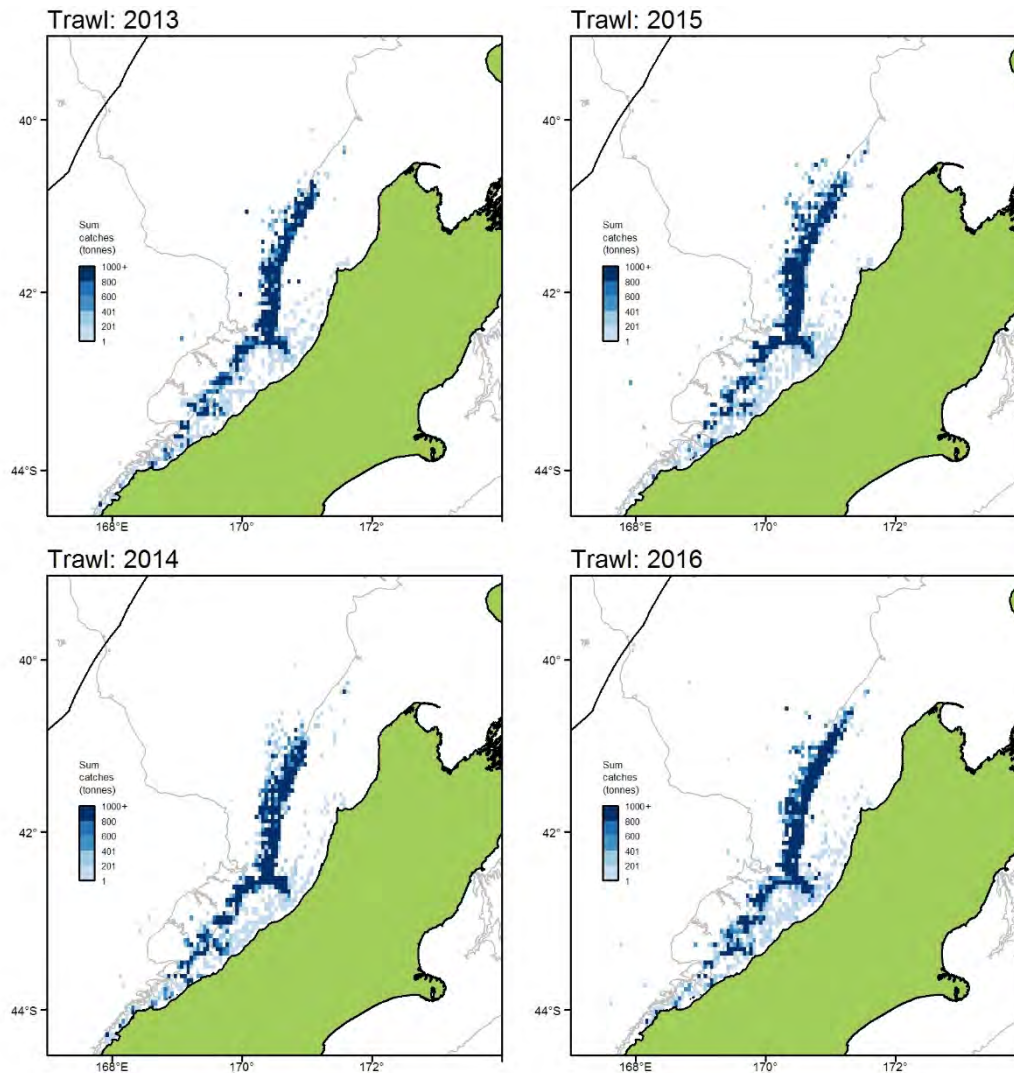 Trawl: 2013
40°
42°
44°S
Sum
catches
(tonnes)
1000+
800
600
401
201
1
168°E
170°
172°
Trawl: 2015
40°
42°
44°S
Sum
catches
(tonnes)
1000+
800
600
401
201
1
168°E
170°
172°
Trawl: 2014
40°
42°
44°S
Sum
catches
(tonnes)
1000+
800
600
401
201
1
168°E
170°
172°
Trawl: 2016
40°
42°
44°S
Sum
catches
(tonnes)
1000+
800
600
401
201
1
168°E
170°
172°